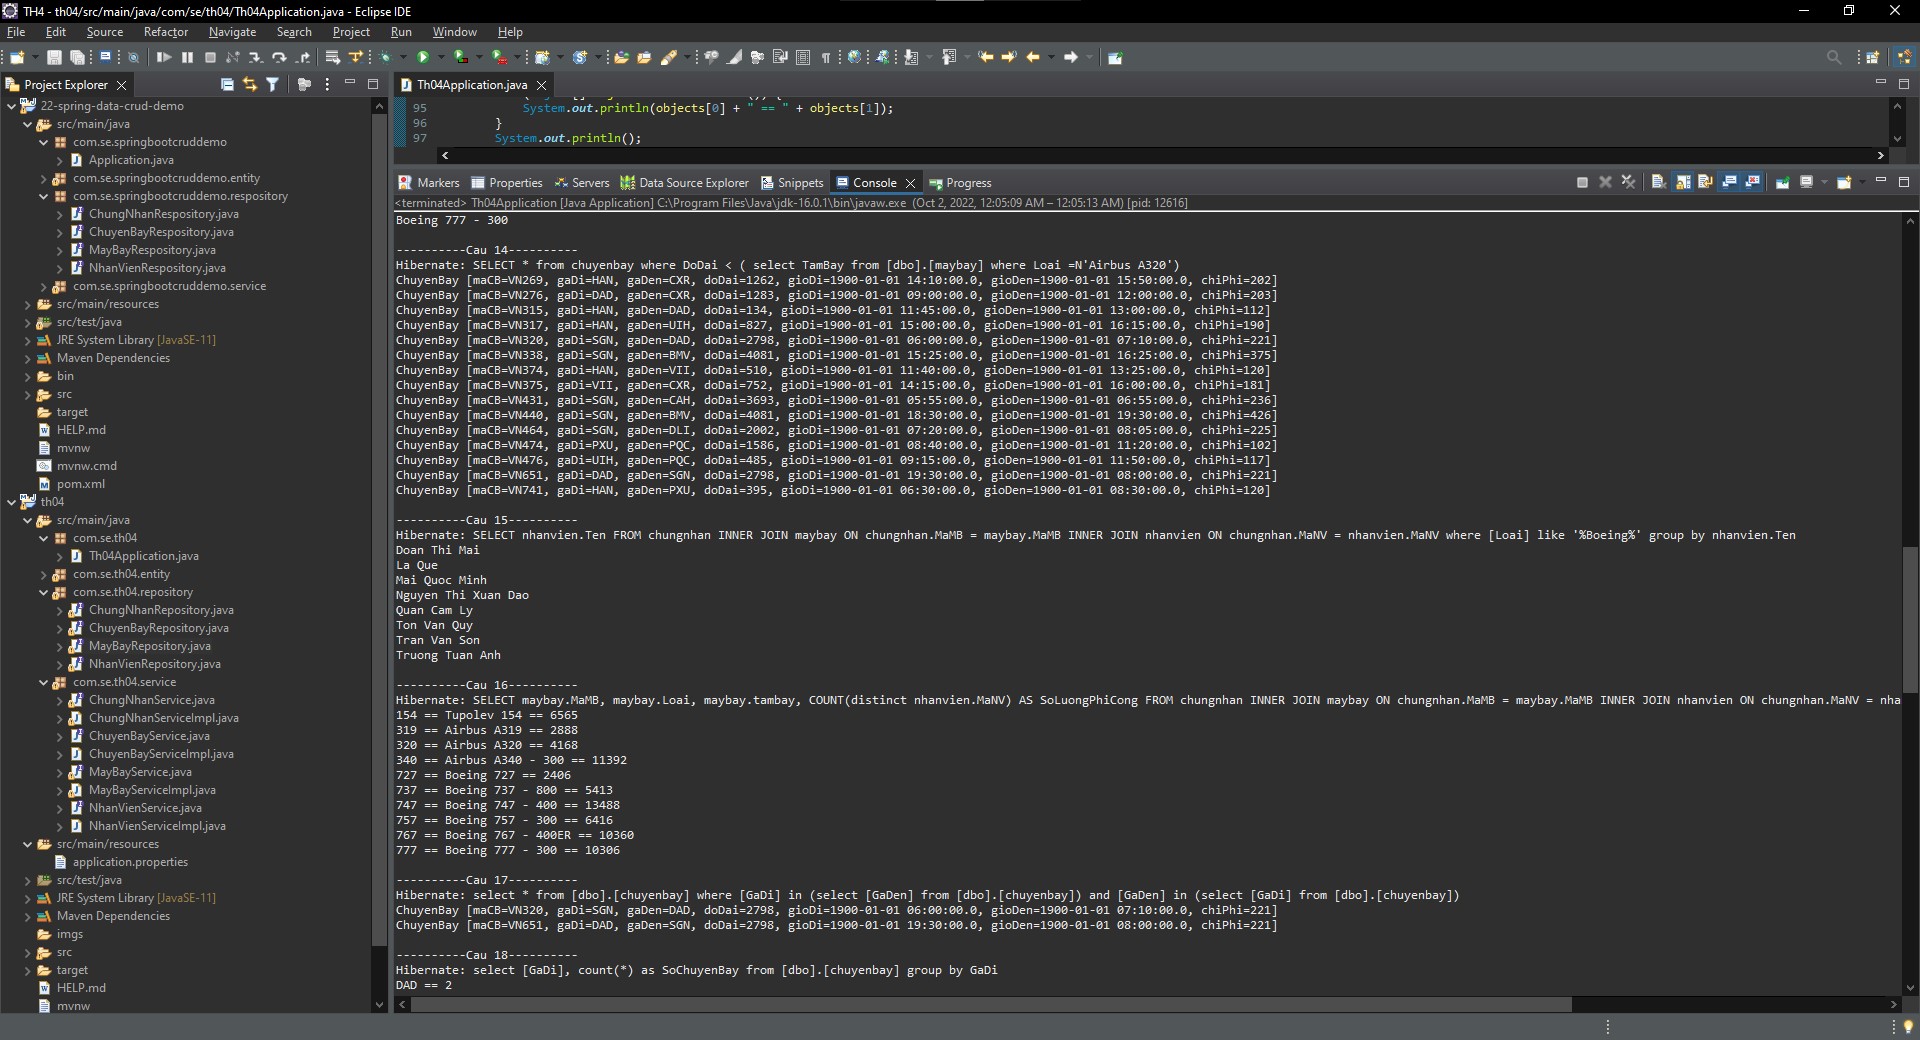 TH4 - th04/src/main/java/com/se/th04/Th04Application.java - Eclipse IDE
File Edit Source Refactor Navigate Search Project Run Window Help
Project Explorer
22-spring-data-crud-demo
src/main/java
com.se.springbootcruddemo
Application.java
com.se.springbootcruddemo.entity
com.se.springbootcruddemo.respository
ChungNhanRespository.java
ChuyenBayRespository.java
MayBayRespository.java
NhanVienRespository.java
com.se.springbootcruddemo.service
src/main/resources
src/test/java
JRE System Library [JavaSE-11]
Maven Dependencies
bin
src
target
HELP.md
mvnw
mvnw.cmd
pom.xml
th04
src/main/java
com.se.th04
Th04Application.java
com.se.th04.entity
com.se.th04.repository
ChungNhanRepository.java
ChuyenBayRepository.java
MayBayRepository.java
NhanVienRepository.java
com.se.th04.service
ChungNhanService.java
ChungNhanServiceImpl.java
ChuyenBayService.java
ChuyenBayServiceImpl.java
MayBayService.java
MayBayServiceImpl.java
NhanVienService.java
NhanVienServiceImpl.java
src/main/resources
application.properties
src/test/java
JRE System Library [JavaSE-11]
Maven Dependencies
imgs
src
target
HELP.md
mvnw
Th04Application.java
95 System.out.println(objects[0] + " == " + objects[1]);
96 }
97 System.out.println();
Markers Properties Servers Data Source Explorer Snippets Console Progress
<terminated> Th04Application [Java Application] C:\Program Files\Java\jdk-16.0.1\bin\javaw.exe (Oct 2, 2022, 12:05:09 AM – 12:05:13 AM) [pid: 12616]
Boeing 777 - 300
----------Cau 14----------
Hibernate: SELECT * from chuyenbay where DoDai < ( select TamBay from [dbo].[maybay] where Loai =N'Airbus A320')
ChuyenBay [maCB=VN269, gaDi=HAN, gaDen=CXR, doDai=1262, gioDi=1900-01-01 14:10:00.0, gioDen=1900-01-01 15:50:00.0, chiPhi=202]
ChuyenBay [maCB=VN276, gaDi=DAD, gaDen=CXR, doDai=1283, gioDi=1900-01-01 09:00:00.0, gioDen=1900-01-01 12:00:00.0, chiPhi=203]
ChuyenBay [maCB=VN315, gaDi=HAN, gaDen=DAD, doDai=134, gioDi=1900-01-01 11:45:00.0, gioDen=1900-01-01 13:00:00.0, chiPhi=112]
ChuyenBay [maCB=VN317, gaDi=HAN, gaDen=UIH, doDai=827, gioDi=1900-01-01 15:00:00.0, gioDen=1900-01-01 16:15:00.0, chiPhi=190]
ChuyenBay [maCB=VN320, gaDi=SGN, gaDen=DAD, doDai=2798, gioDi=1900-01-01 06:00:00.0, gioDen=1900-01-01 07:10:00.0, chiPhi=221]
ChuyenBay [maCB=VN338, gaDi=SGN, gaDen=BMV, doDai=4081, gioDi=1900-01-01 15:25:00.0, gioDen=1900-01-01 16:25:00.0, chiPhi=375]
ChuyenBay [maCB=VN374, gaDi=HAN, gaDen=VII, doDai=510, gioDi=1900-01-01 11:40:00.0, gioDen=1900-01-01 13:25:00.0, chiPhi=120]
ChuyenBay [maCB=VN375, gaDi=VII, gaDen=CXR, doDai=752, gioDi=1900-01-01 14:15:00.0, gioDen=1900-01-01 16:00:00.0, chiPhi=181]
ChuyenBay [maCB=VN431, gaDi=SGN, gaDen=CAH, doDai=3693, gioDi=1900-01-01 05:55:00.0, gioDen=1900-01-01 06:55:00.0, chiPhi=236]
ChuyenBay [maCB=VN440, gaDi=SGN, gaDen=BMV, doDai=4081, gioDi=1900-01-01 18:30:00.0, gioDen=1900-01-01 19:30:00.0, chiPhi=426]
ChuyenBay [maCB=VN464, gaDi=SGN, gaDen=DLI, doDai=2002, gioDi=1900-01-01 07:20:00.0, gioDen=1900-01-01 08:05:00.0, chiPhi=225]
ChuyenBay [maCB=VN474, gaDi=PXU, gaDen=PQC, doDai=1586, gioDi=1900-01-01 08:40:00.0, gioDen=1900-01-01 11:20:00.0, chiPhi=102]
ChuyenBay [maCB=VN476, gaDi=UIH, gaDen=PQC, doDai=485, gioDi=1900-01-01 09:15:00.0, gioDen=1900-01-01 11:50:00.0, chiPhi=117]
ChuyenBay [maCB=VN651, gaDi=DAD, gaDen=SGN, doDai=2798, gioDi=1900-01-01 19:30:00.0, gioDen=1900-01-01 08:00:00.0, chiPhi=221]
ChuyenBay [maCB=VN741, gaDi=HAN, gaDen=PXU, doDai=395, gioDi=1900-01-01 06:30:00.0, gioDen=1900-01-01 08:30:00.0, chiPhi=120]
----------Cau 15----------
Hibernate: SELECT nhanvien.Ten FROM chungnhan INNER JOIN maybay ON chungnhan.MaMB = maybay.MaMB INNER JOIN nhanvien ON chungnhan.MaNV = nhanvien.MaNV where [Loai] like '%Boeing%' group by nhanvien.Ten
Doan Thi Mai
La Que
Mai Quoc Minh
Nguyen Thi Xuan Dao
Quan Cam Ly
Ton Van Quy
Tran Van Son
Truong Tuan Anh
----------Cau 16----------
Hibernate: SELECT maybay.MaMB, maybay.Loai, maybay.tambay, COUNT(distinct nhanvien.MaNV) AS SoLuongPhiCong FROM chungnhan INNER JOIN maybay ON chungnhan.MaMB = maybay.MaMB INNER JOIN nhanvien ON chungnhan.MaNV = nha
154 == Tupolev 154 == 6565
319 == Airbus A319 == 2888
320 == Airbus A320 == 4168
340 == Airbus A340 - 300 == 11392
727 == Boeing 727 == 2406
737 == Boeing 737 - 800 == 5413
747 == Boeing 747 - 400 == 13488
757 == Boeing 757 - 300 == 6416
767 == Boeing 767 - 400ER == 10360
777 == Boeing 777 - 300 == 10306
----------Cau 17----------
Hibernate: select * from [dbo].[chuyenbay] where [GaDi] in (select [GaDen] from [dbo].[chuyenbay]) and [GaDen] in (select [GaDi] from [dbo].[chuyenbay])
ChuyenBay [maCB=VN320, gaDi=SGN, gaDen=DAD, doDai=2798, gioDi=1900-01-01 06:00:00.0, gioDen=1900-01-01 07:10:00.0, chiPhi=221]
ChuyenBay [maCB=VN651, gaDi=DAD, gaDen=SGN, doDai=2798, gioDi=1900-01-01 19:30:00.0, gioDen=1900-01-01 08:00:00.0, chiPhi=221]
----------Cau 18----------
Hibernate: select [GaDi], count(*) as SoChuyenBay from [dbo].[chuyenbay] group by GaDi
DAD == 2